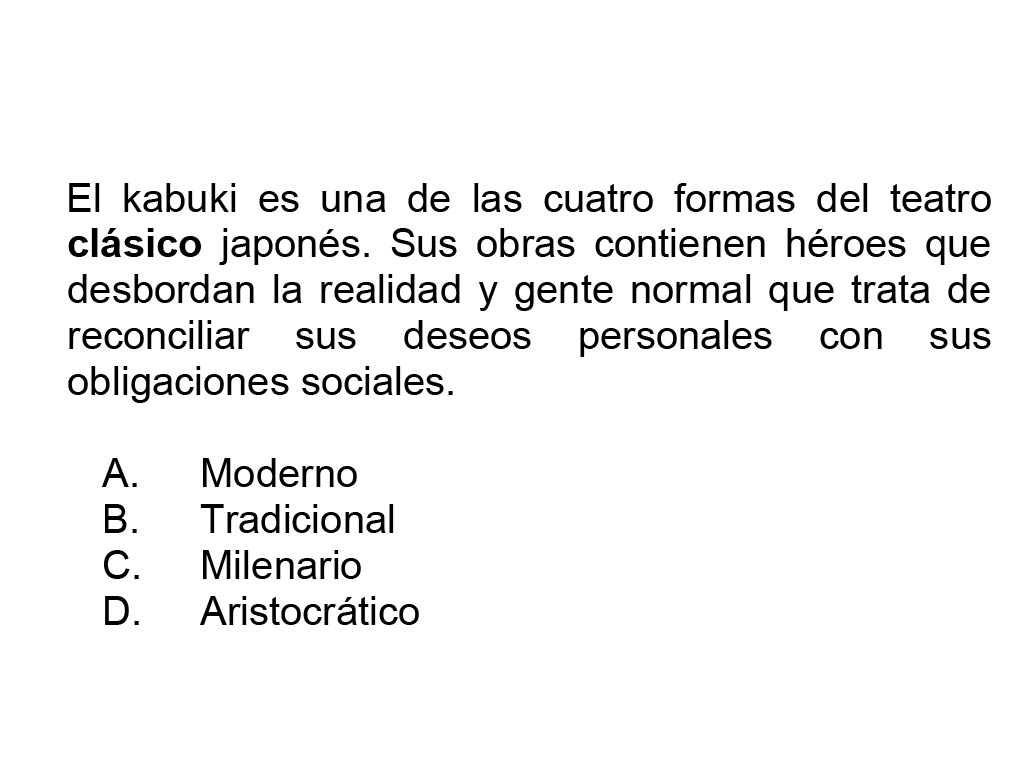 El kabuki es una de las cuatro formas del teatro
clásico japonés. Sus obras contienen héroes que
desbordan la realidad y gente normal que trata de
reconciliar sus deseos personales con sus
obligaciones sociales.
A. Moderno
B. Tradicional
C. Milenario
D. Aristocrático